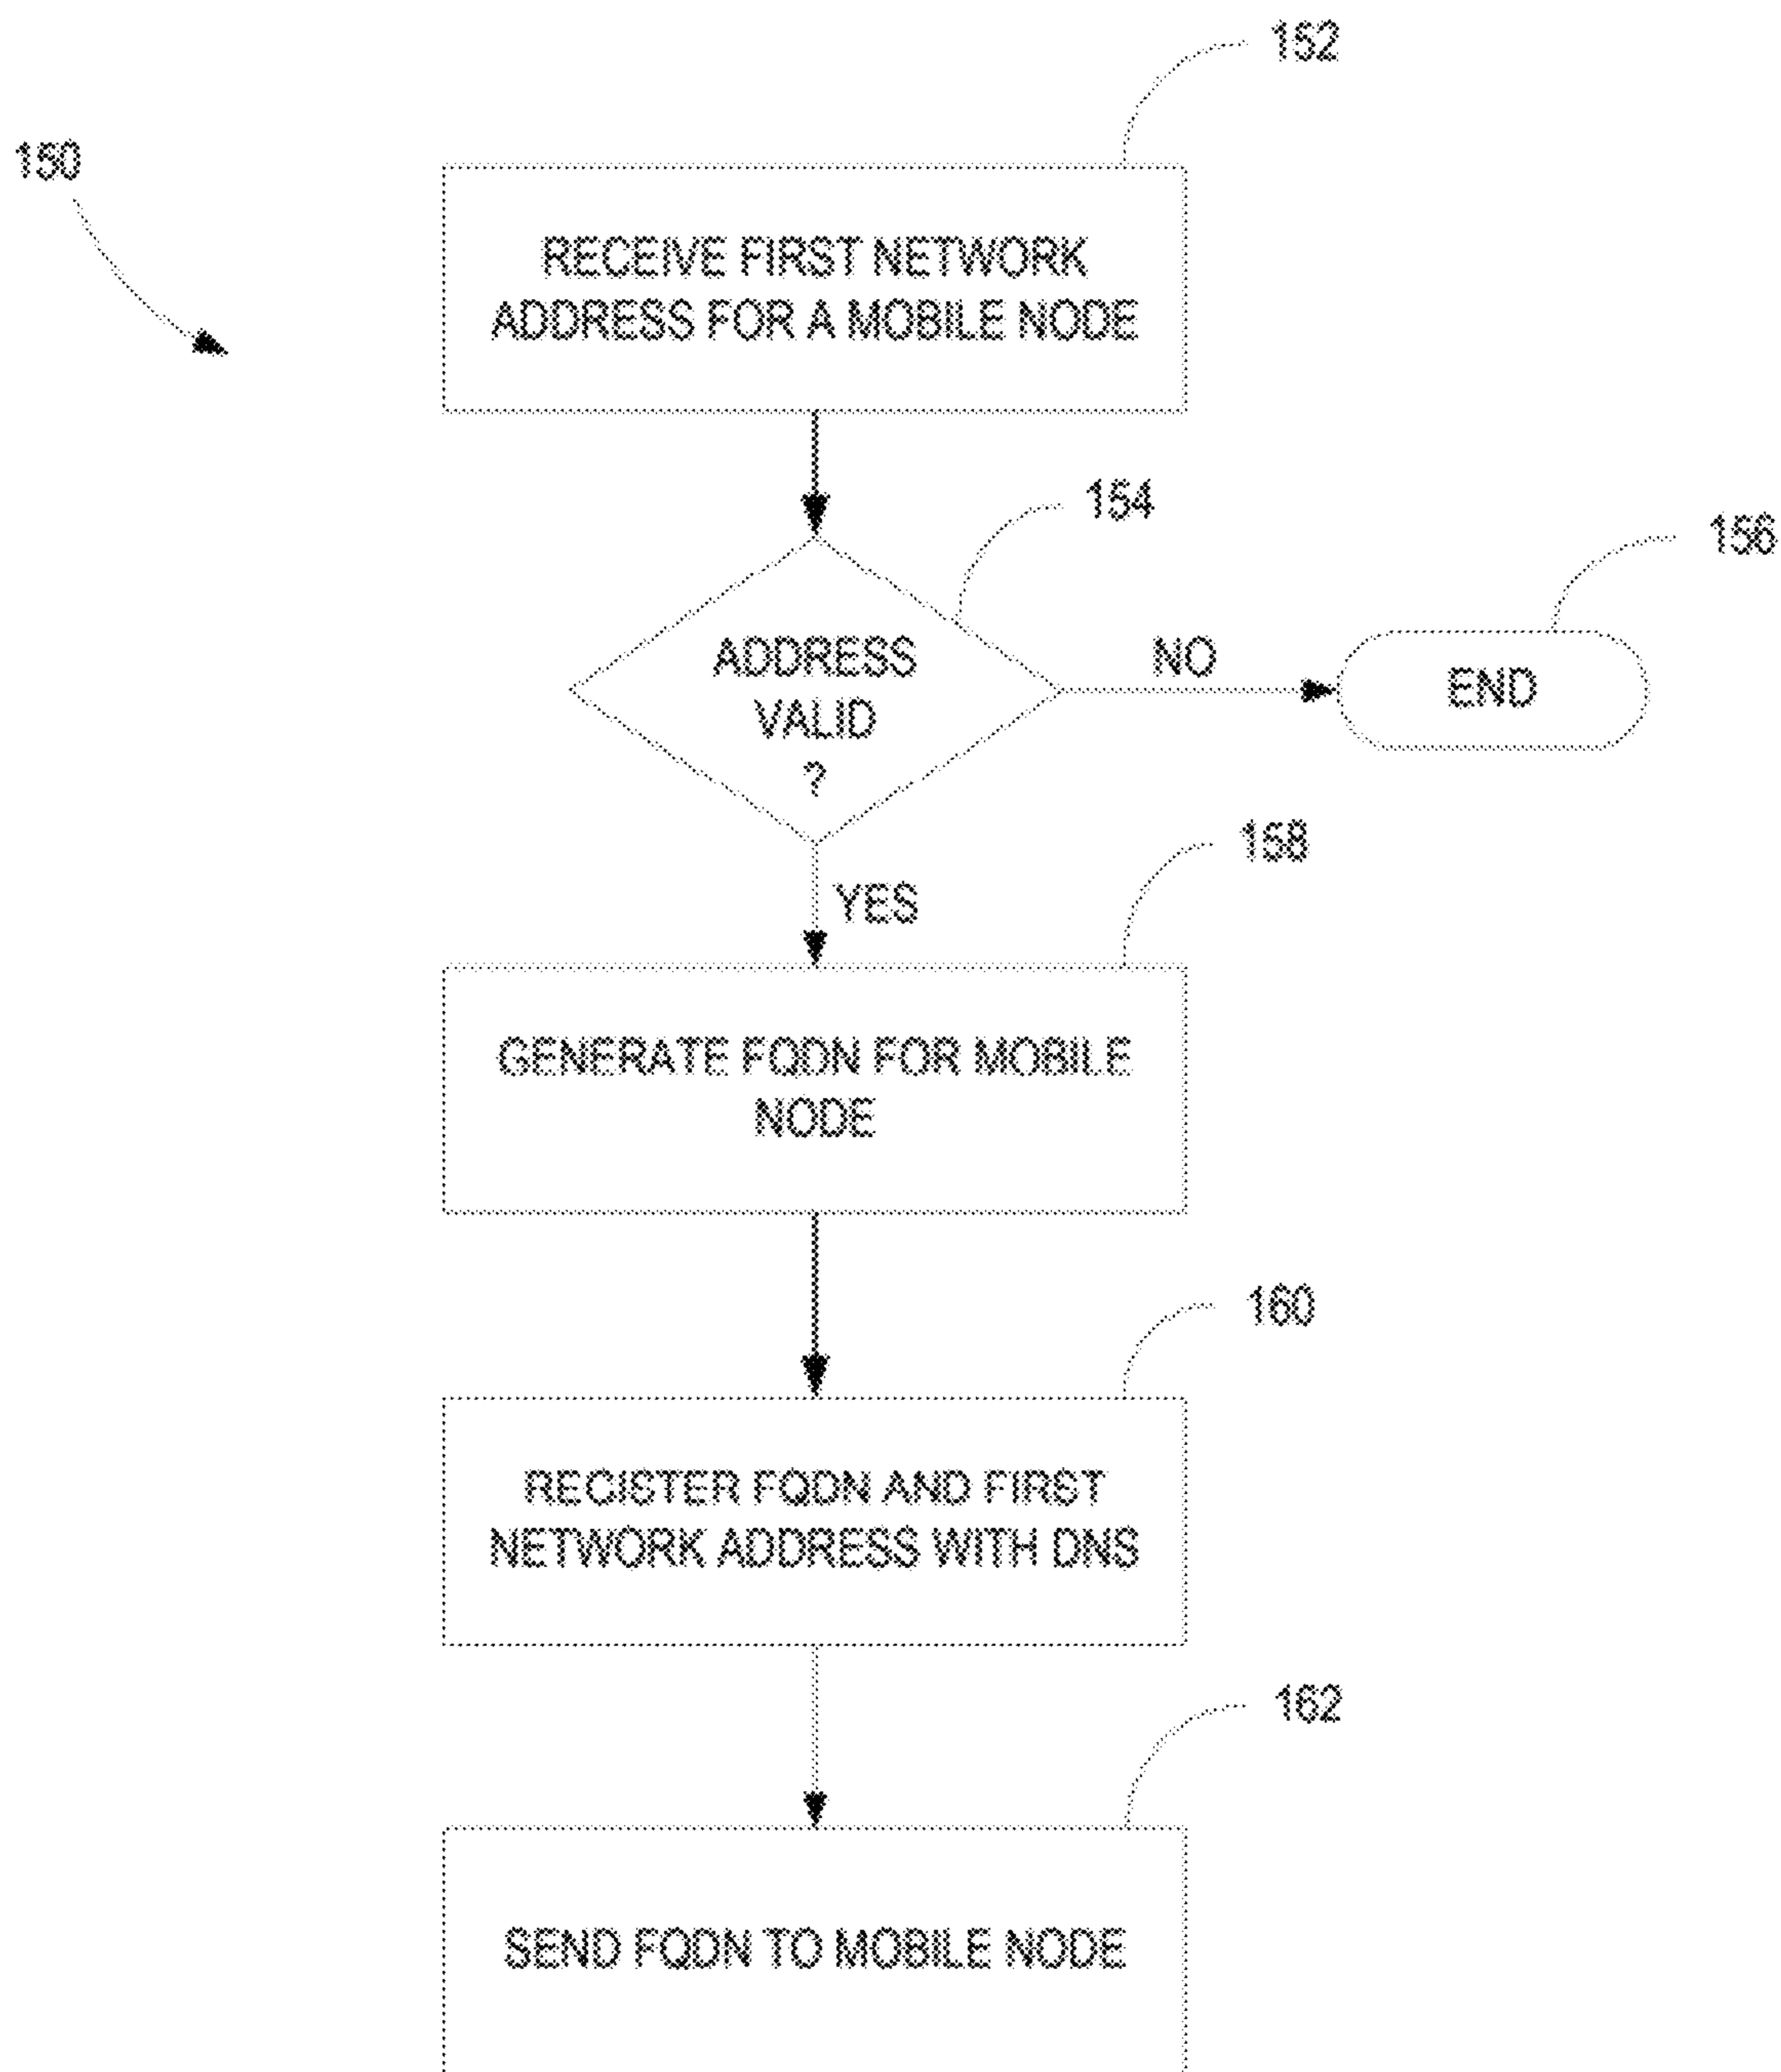 152
150
RECEIVE FIRST NETWORK
ADDRESS FOR A MOBILE NODE
154
156
ADDRESS
VALID
?
NO
END
158
YES
GENERATE FQDN FOR MOBILE
NODE
160
REGISTER FQDN AND FIRST
NETWORK ADDRESS WITH DNS
162
SEND FQDN TO MOBILE NODE